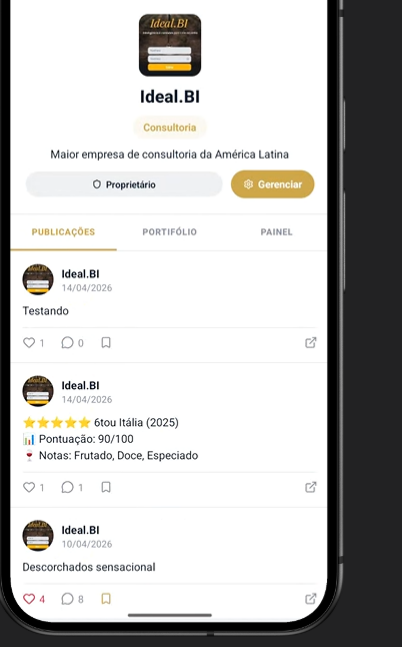 Ideal.BI
Ideal.BI
Consultoria
Maior empresa de consultoria da América Latina
Proprietário
Gerenciar
PUBLICAÇÕES
PORTIFÓLIO
PAINEL
Ideal.BI
14/04/2026
Testando
1
0
Ideal.BI
14/04/2026
⭐⭐⭐⭐⭐ 6tou Itália (2025)
📊 Pontuação: 90/100
🍷 Notas: Frutado, Doce, Especiado
1
1
Ideal.BI
10/04/2026
Descorchados sensacional
4
8